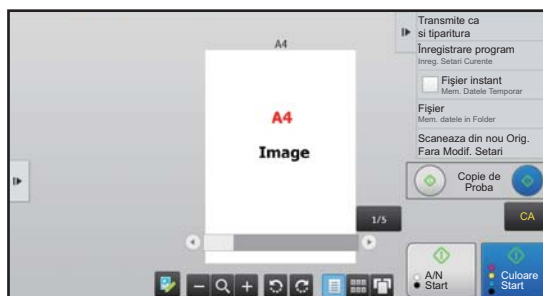 A4
A4
Image
1/5
Transmite ca
si tiparitura
Înregistrare program
Inreg. Setari Curente
Fişier instant
Mem. Datele Temporar
Fişier
Mem. datele in Folder
Scaneaza din nou Orig.
Fara Modif. Setari
Copie de
Proba
CA
A/N
Start
Culoare
Start